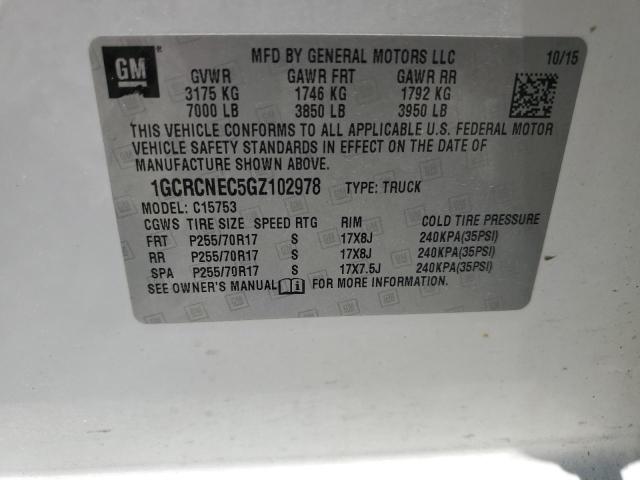 GM
MFD BY GENERAL MOTORS LLC 10/15
GVWR GAWR FRT GAWR RR
3175 KG 1746 KG 1792 KG
7000 LB 3850 LB 3950 LB
THIS VEHICLE CONFORMS TO ALL APPLICABLE U.S. FEDERAL MOTOR
VEHICLE SAFETY STANDARDS IN EFFECT ON THE DATE OF
MANUFACTURE SHOWN ABOVE.
1GCRCNEC5GZ102978 TYPE: TRUCK
MODEL: C15753
CGWS TIRE SIZE SPEED RTG RIM COLD TIRE PRESSURE
FRT P255/70R17 S 17X8J 240KPA(35PSI)
RR P255/70R17 S 17X8J 240KPA(35PSI)
SPA P255/70R17 S 17X7.5J 240KPA(35PSI)
SEE OWNER'S MANUAL FOR MORE INFORMATION.